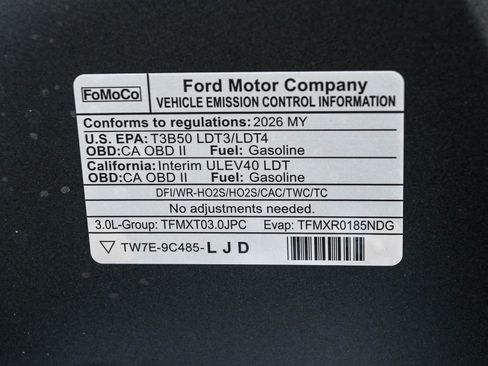 FoMoCo
Ford Motor Company
VEHICLE EMISSION CONTROL INFORMATION
Conforms to regulations: 2026 MY
U.S. EPA: T3B50 LDT3/LDT4
OBD: CA OBD II Fuel: Gasoline
California: Interim ULEV40 LDT
OBD: CA OBD II Fuel: Gasoline
DFI/WR-HO2S/HO2S/CAC/TWC/TC
No adjustments needed.
3.0L-Group: TFMXT03.0JPC Evap: TFMXR0185NDG
TW7E-9C485-L J D